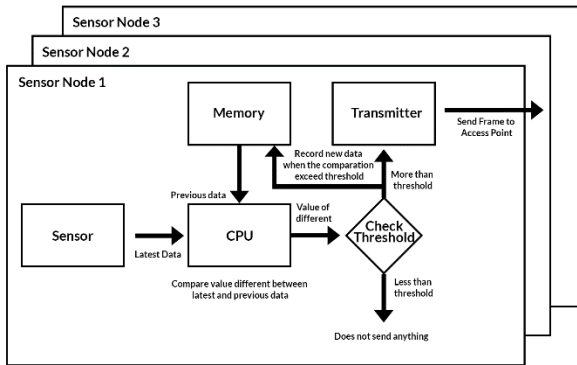 Sensor Node 3
Sensor Node 2
Sensor Node 1
Memory
Transmitter
Send Frame to
Access Point
Record new data
when the comparation
exceed threshold
More than
threshold
Previous data
Value of
different
Sensor
Latest Data
CPU
Check
Threshold
Compare value different between
latest and previous data
Less than
threshold
Does not send anything